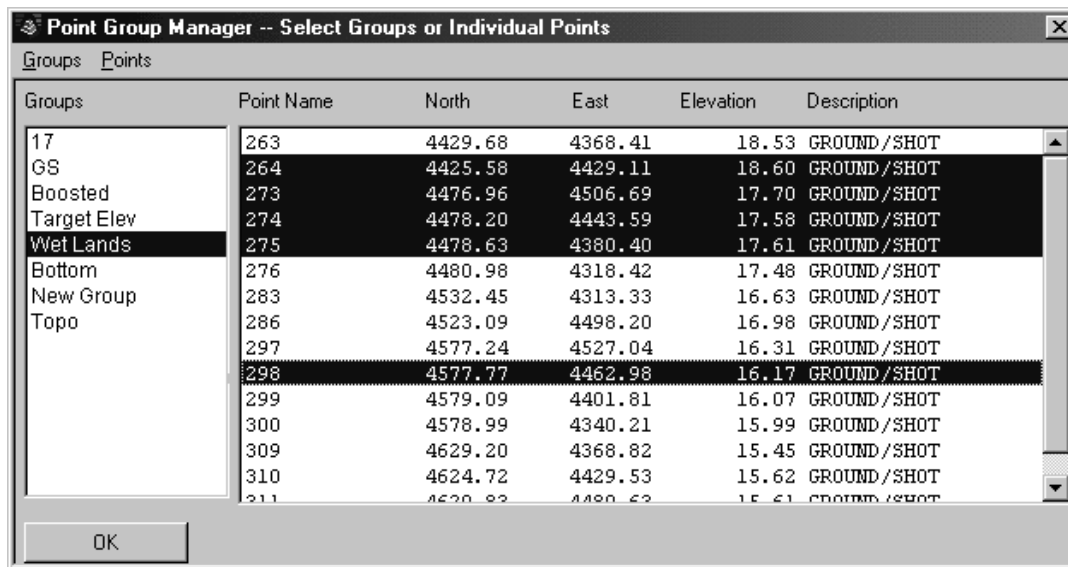 Point Group Manager -- Select Groups or Individual Points
Groups Points
Groups Point Name North East Elevation Description
17
GS
Boosted
Target Elev
Wet Lands
Bottom
New Group
Topo
263 4429.68 4368.41 18.53 GROUND/SHOT
264 4425.58 4429.11 18.60 GROUND/SHOT
273 4476.96 4506.69 17.70 GROUND/SHOT
274 4478.20 4443.59 17.58 GROUND/SHOT
275 4478.63 4380.40 17.61 GROUND/SHOT
276 4480.98 4318.42 17.48 GROUND/SHOT
283 4532.45 4313.33 16.63 GROUND/SHOT
286 4523.09 4498.20 16.98 GROUND/SHOT
297 4577.24 4527.04 16.31 GROUND/SHOT
298 4577.77 4462.98 16.17 GROUND/SHOT
299 4579.09 4401.81 16.07 GROUND/SHOT
300 4578.99 4340.21 15.99 GROUND/SHOT
309 4629.20 4368.82 15.45 GROUND/SHOT
310 4624.72 4429.53 15.62 GROUND/SHOT
OK